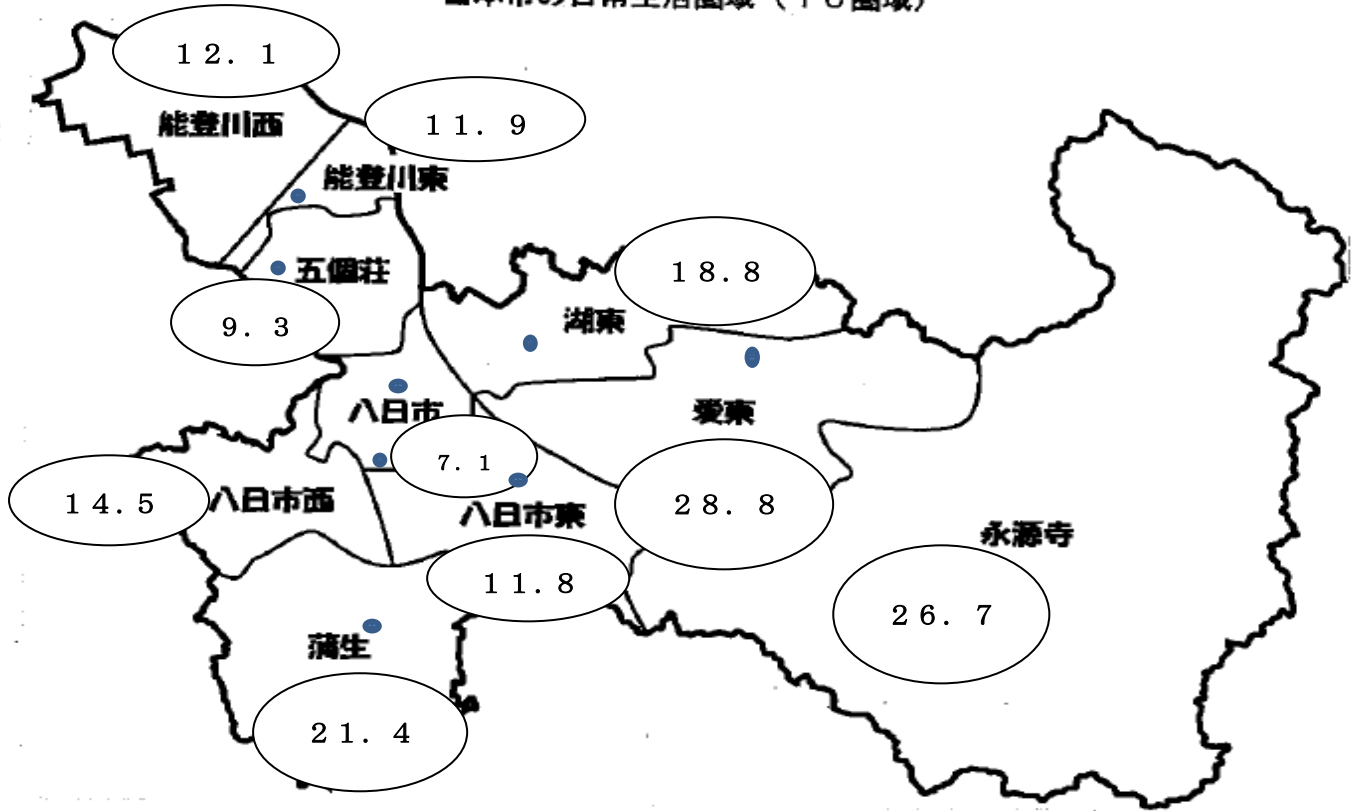 12.1
能登川西
11.9
能登川東
五個荘
9.3
湖東
18.8
八日市
愛東
7.1
14.5
八日市西
八日市東
28.8
永源寺
11.8
26.7
蒲生
21.4